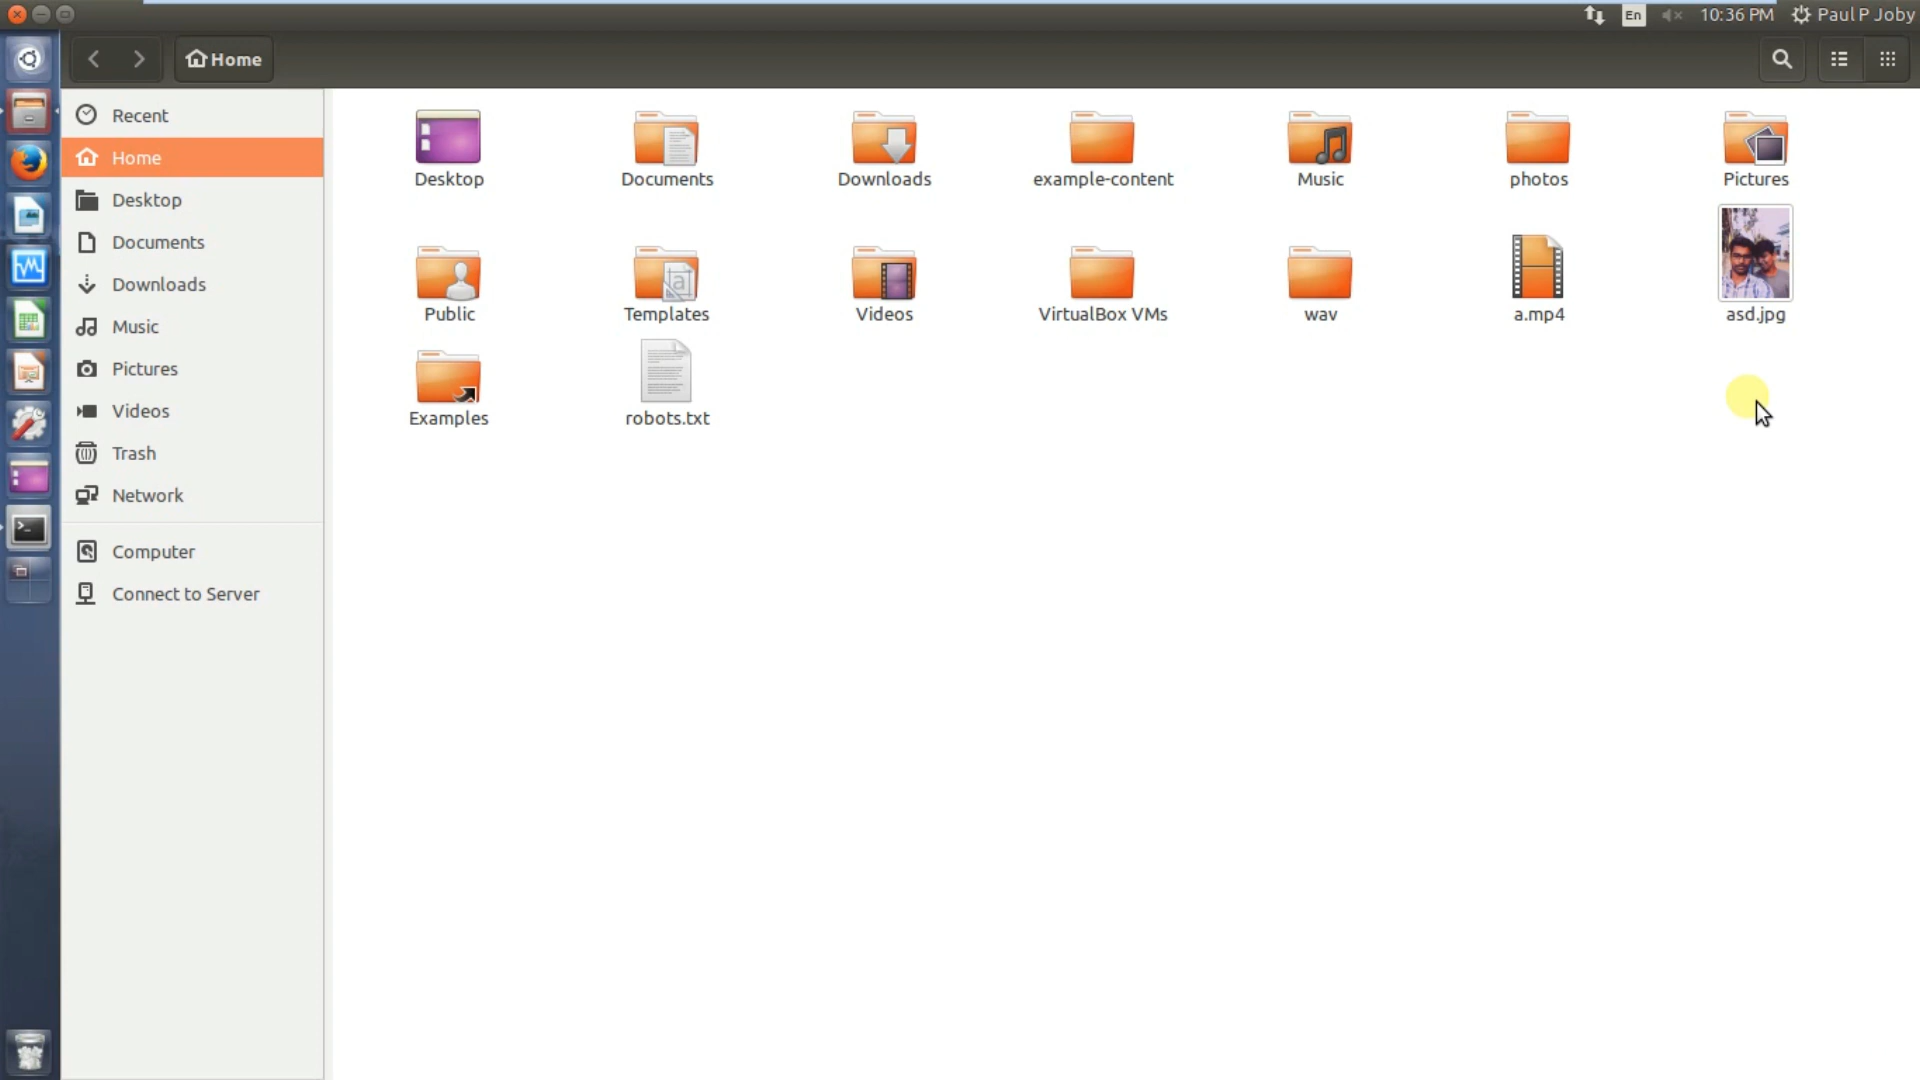 En 10:36 PM Paul P Joby
Home
Recent
Home
Desktop
Documents
Downloads
Music
Pictures
Videos
Trash
Network
Computer
Connect to Server
Desktop Documents Downloads example-content Music photos Pictures
Public Templates Videos VirtualBox VMs wav a.mp4 asd.jpg
Examples robots.txt